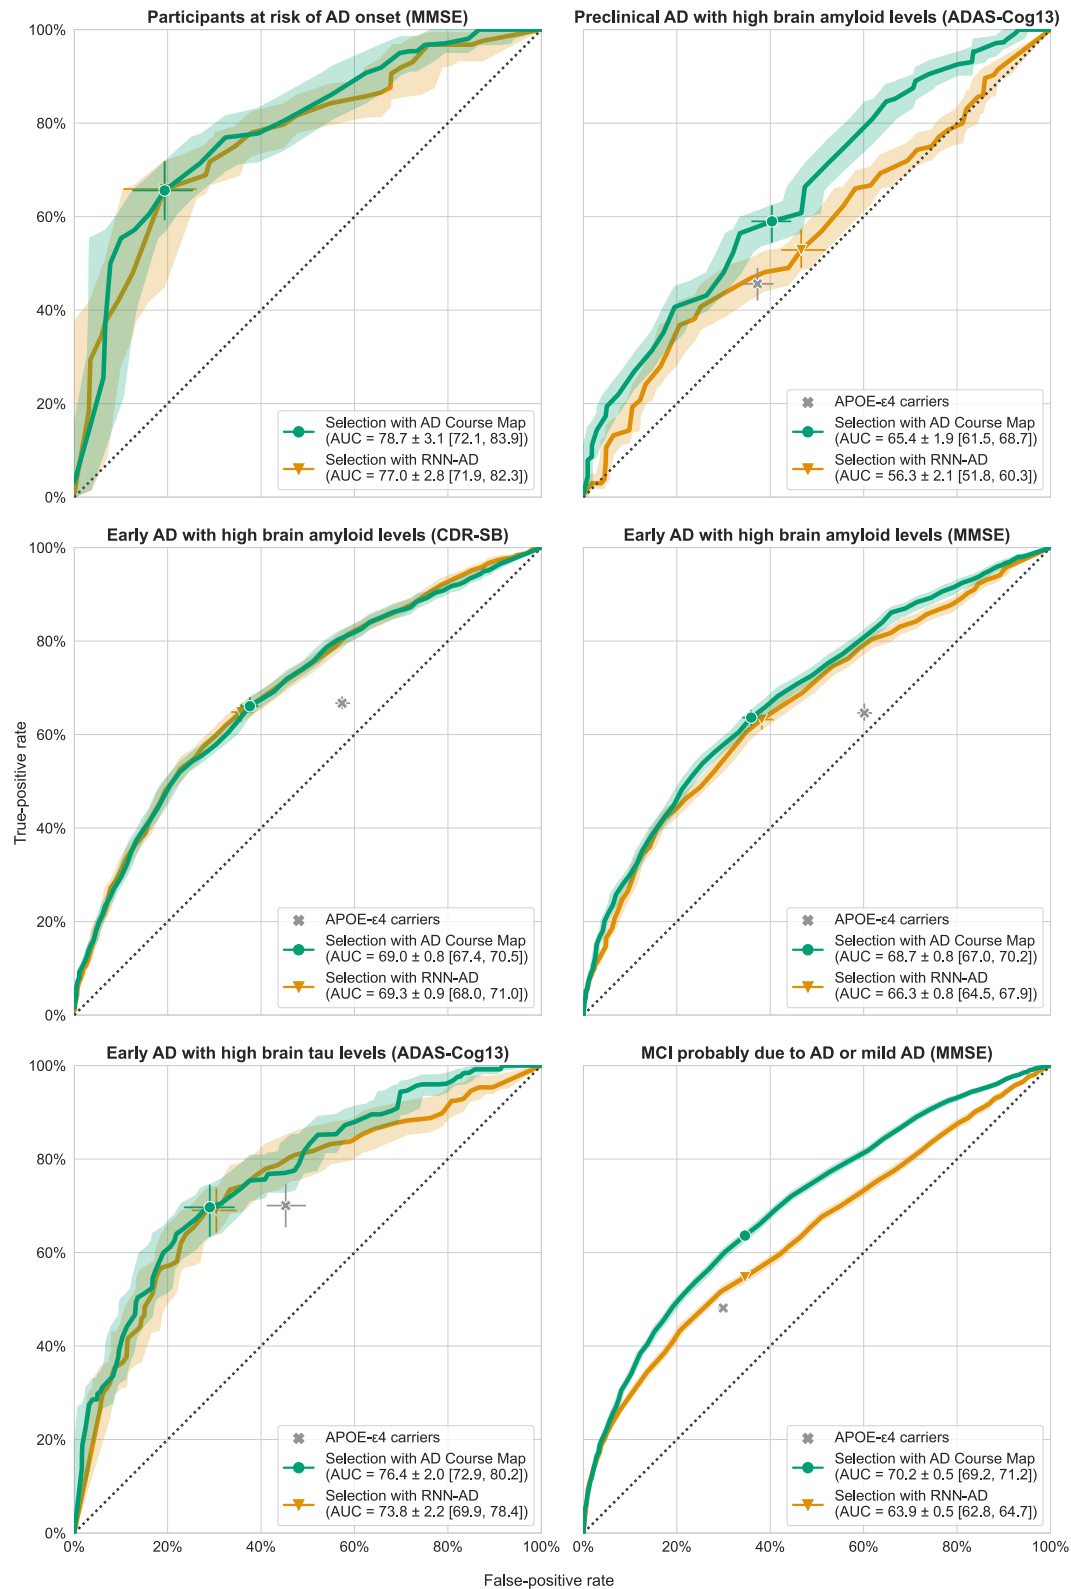 Participants at risk of AD onset (MMSE)
100%
80%
60%
40%
20%
0%
Selection with AD Course Map
(AUC = 78.7 ± 3.1 [72.1, 83.9])
Selection with RNN-AD
(AUC = 77.0 ± 2.8 [71.9, 82.3])
Preclinical AD with high brain amyloid levels (ADAS-Cog13)
APOE-ε4 carriers
Selection with AD Course Map
(AUC = 65.4 ± 1.9 [61.5, 68.7])
Selection with RNN-AD
(AUC = 56.3 ± 2.1 [51.8, 60.3])
Early AD with high brain amyloid levels (CDR-SB)
100%
80%
60%
40%
20%
0%
True-positive rate
APOE-ε4 carriers
Selection with AD Course Map
(AUC = 69.0 ± 0.8 [67.4, 70.5])
Selection with RNN-AD
(AUC = 69.3 ± 0.9 [68.0, 71.0])
Early AD with high brain amyloid levels (MMSE)
APOE-ε4 carriers
Selection with AD Course Map
(AUC = 68.7 ± 0.8 [67.0, 70.2])
Selection with RNN-AD
(AUC = 66.3 ± 0.8 [64.5, 67.9])
Early AD with high brain tau levels (ADAS-Cog13)
100%
80%
60%
40%
20%
0%
APOE-ε4 carriers
Selection with AD Course Map
(AUC = 76.4 ± 2.0 [72.9, 80.2])
Selection with RNN-AD
(AUC = 73.8 ± 2.2 [69.9, 78.4])
0% 20% 40% 60% 80% 100%
MCI probably due to AD or mild AD (MMSE)
APOE-ε4 carriers
Selection with AD Course Map
(AUC = 70.2 ± 0.5 [69.2, 71.2])
Selection with RNN-AD
(AUC = 63.9 ± 0.5 [62.8, 64.7])
0% 20% 40% 60% 80% 100%
False-positive rate